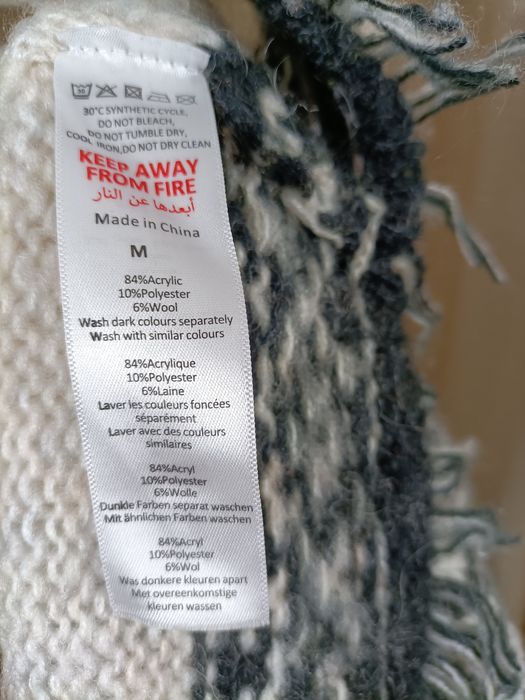 30
30°C SYNTHETIC CYCLE,
DO NOT BLEACH,
DO NOT TUMBLE DRY,
COOL IRON,DO NOT DRY CLEAN
KEEP AWAY
FROM FIRE
أبعدها عن النار
Made in China
M
84%Acrylic
10%Polyester
6%Wool
Wash dark colours separately
Wash with similar colours
84%Acrylique
10%Polyester
6%Laine
Laver les couleurs foncées
séparément
Laver avec des couleurs
similaires
84%Acryl
10%Polyester
6%Wolle
Dunkle Farben separat waschen
Mit ähnlichen Farben waschen
84%Acryl
10%Polyester
6%Wol
Was donkere kleuren apart
Met overeenkomstige
kleuren wassen